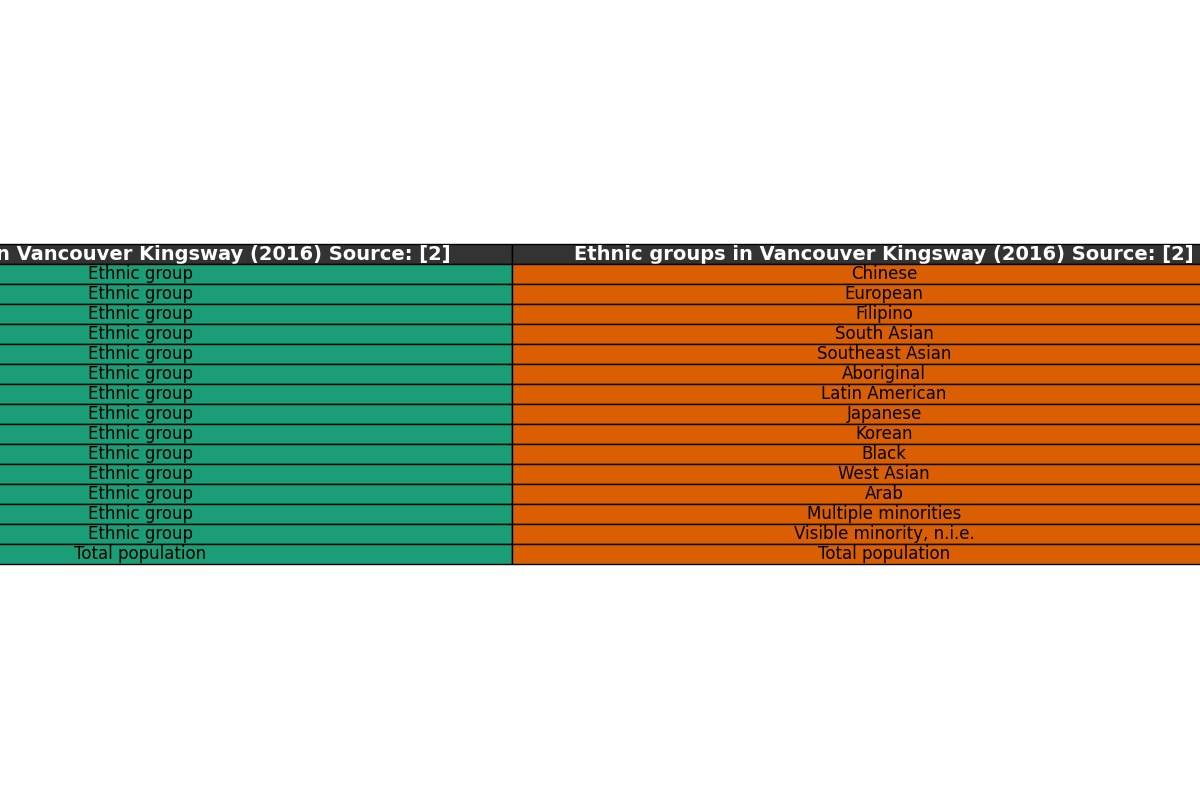 n Vancouver Kingsway (2016) Source: [2] Ethnic groups in Vancouver Kingsway (2016) Source: [2]
Ethnic group Chinese
Ethnic group European
Ethnic group Filipino
Ethnic group South Asian
Ethnic group Southeast Asian
Ethnic group Aboriginal
Ethnic group Latin American
Ethnic group Japanese
Ethnic group Korean
Ethnic group Black
Ethnic group West Asian
Ethnic group Arab
Ethnic group Multiple minorities
Ethnic group Visible minority, n.i.e.
Total population Total population